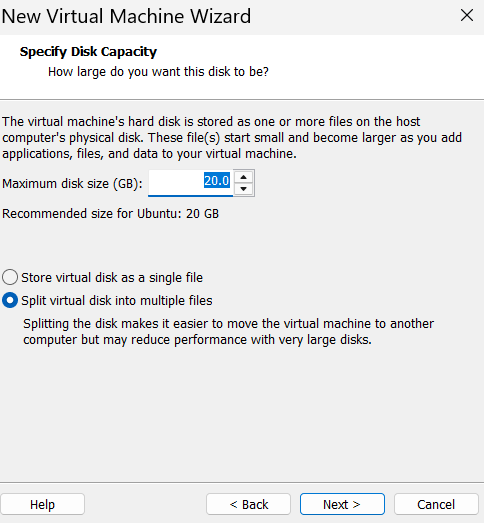 New Virtual Machine Wizard
Specify Disk Capacity
How large do you want this disk to be?
The virtual machine's hard disk is stored as one or more files on the host
computer's physical disk. These file(s) start small and become larger as you add
applications, files, and data to your virtual machine.
Maximum disk size (GB): 20.0
Recommended size for Ubuntu: 20 GB
Store virtual disk as a single file
Split virtual disk into multiple files
Splitting the disk makes it easier to move the virtual machine to another
computer but may reduce performance with very large disks.
Help < Back Next > Cancel